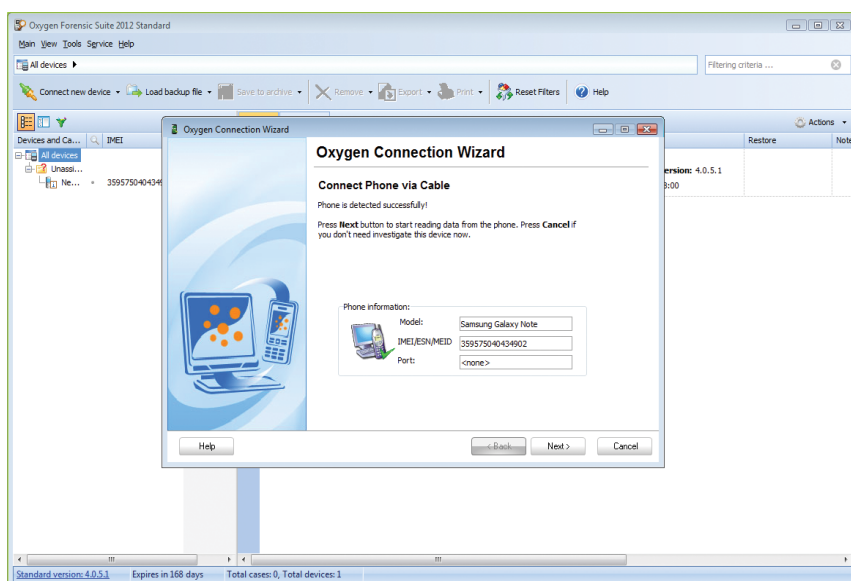 Oxygen Forensic Suite 2012 Standard
Main View Tools Service Help
All devices
Filtering criteria ...
Connect new device Load backup file Save to archive Remove Export Print Reset Filters Help
Actions
Devices and Ca... IMEI Restore Note
All devices
Unassi...
Ne... 35957504043
ersion: 4.0.5.1
:00
Oxygen Connection Wizard
Oxygen Connection Wizard
Connect Phone via Cable
Phone is detected successfully!
Press Next button to start reading data from the phone. Press Cancel if
you don't need investigate this device now.
Phone information:
Model: Samsung Galaxy Note
IMEI/ESN/MEID 359575040434902
Port: <none>
Help < Back Next > Cancel
Standard version: 4.0.5.1 Expires in 168 days Total cases: 0, Total devices: 1